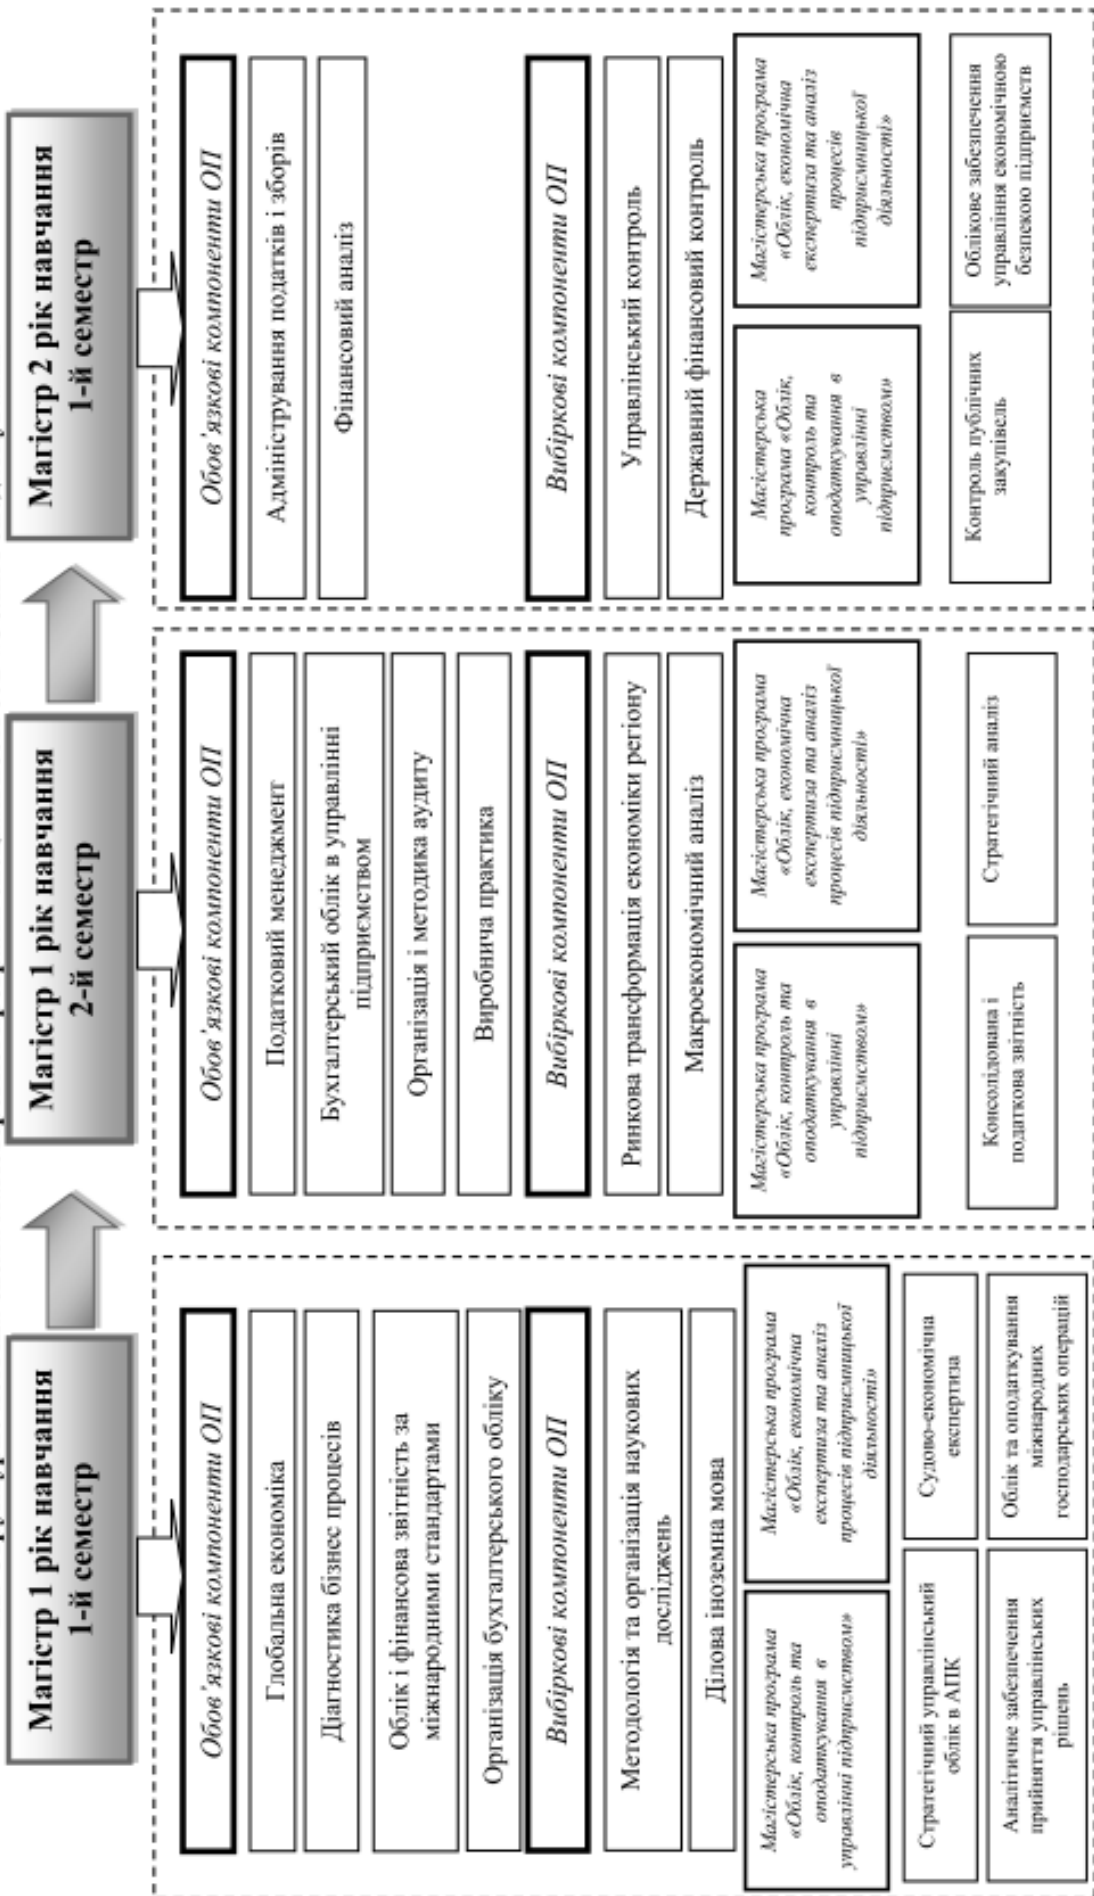 Магістр 1 рік навчання
1-й семестр
Обов'язкові компоненти ОП
Глобальна економіка
Діагностика бізнес процесів
Облік і фінансова звітність за
міжнародними стандартами
Організація бухгалтерського обліку
Вибіркові компоненти ОП
Методологія та організація наукових
досліджень
Ділова іноземна мова
Магістерська програма
«Облік, контроль та
оподаткування в
управлінні підприємством»
Магістерська програма
«Облік, економічна
експертиза та аналіз
процесів підприємницької
діяльності»
Стратегічний управлінський
облік в АПК
Судово-економічна
експертиза
Аналітичне забезпечення
прийняття управлінських
рішень
Облік та оподаткування
міжнародних
господарських операцій
Магістр 1 рік навчання
2-й семестр
Обов'язкові компоненти ОП
Податковий менеджмент
Бухгалтерський облік в управлінні
підприємством
Організація і методика аудиту
Виробнича практика
Вибіркові компоненти ОП
Ринкова трансформація економіки регіону
Макроекономічний аналіз
Магістерська програма
«Облік, контроль та
оподаткування в
управлінні
підприємством»
Магістерська програма
«Облік, економічна
експертиза та аналіз
процесів підприємницької
діяльності»
Консолідована і
податкова звітність
Стратегічний аналіз
Магістр 2 рік навчання
1-й семестр
Обов'язкові компоненти ОП
Адміністрування податків і зборів
Фінансовий аналіз
Вибіркові компоненти ОП
Управлінський контроль
Державний фінансовий контроль
Магістерська
програма «Облік,
контроль та
оподаткування в
управлінні
підприємством»
Магістерська програма
«Облік, економічна
експертиза та аналіз
процесів
підприємницької
діяльності»
Контроль публічних
закупівель
Облікове забезпечення
управління економічною
безпекою підприємств